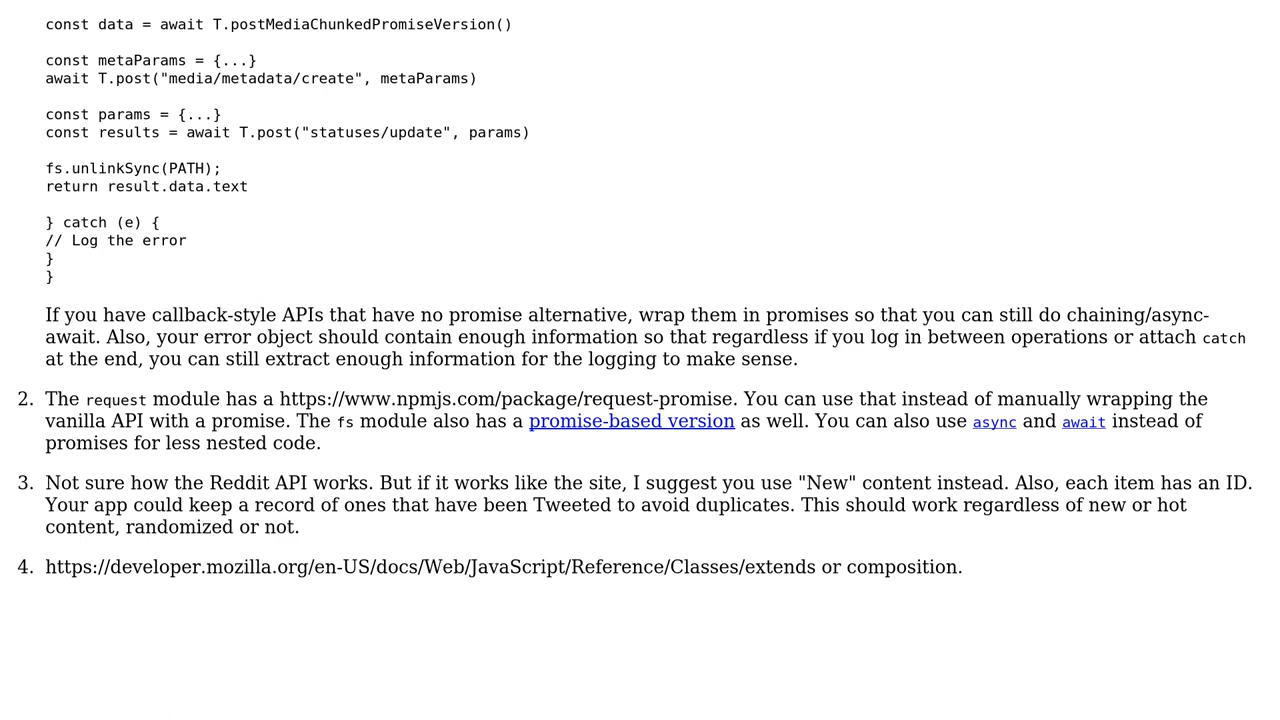 const data = await T.postMediaChunkedPromiseVersion()
const metaParams = {...}
await T.post("media/metadata/create", metaParams)
const params = {...}
const results = await T.post("statuses/update", params)
fs.unlinkSync(PATH);
return result.data.text
} catch (e) {
// Log the error
}
}
If you have callback-style APIs that have no promise alternative, wrap them in promises so that you can still do chaining/async-
await. Also, your error object should contain enough information so that regardless if you log in between operations or attach catch
at the end, you can still extract enough information for the logging to make sense.
2. The request module has a https://www.npmjs.com/package/request-promise. You can use that instead of manually wrapping the
vanilla API with a promise. The fs module also has a promise-based version as well. You can also use async and await instead of
promises for less nested code.
3. Not sure how the Reddit API works. But if it works like the site, I suggest you use "New" content instead. Also, each item has an ID.
Your app could keep a record of ones that have been Tweeted to avoid duplicates. This should work regardless of new or hot
content, randomized or not.
4. https://developer.mozilla.org/en-US/docs/Web/JavaScript/Reference/Classes/extends or composition.